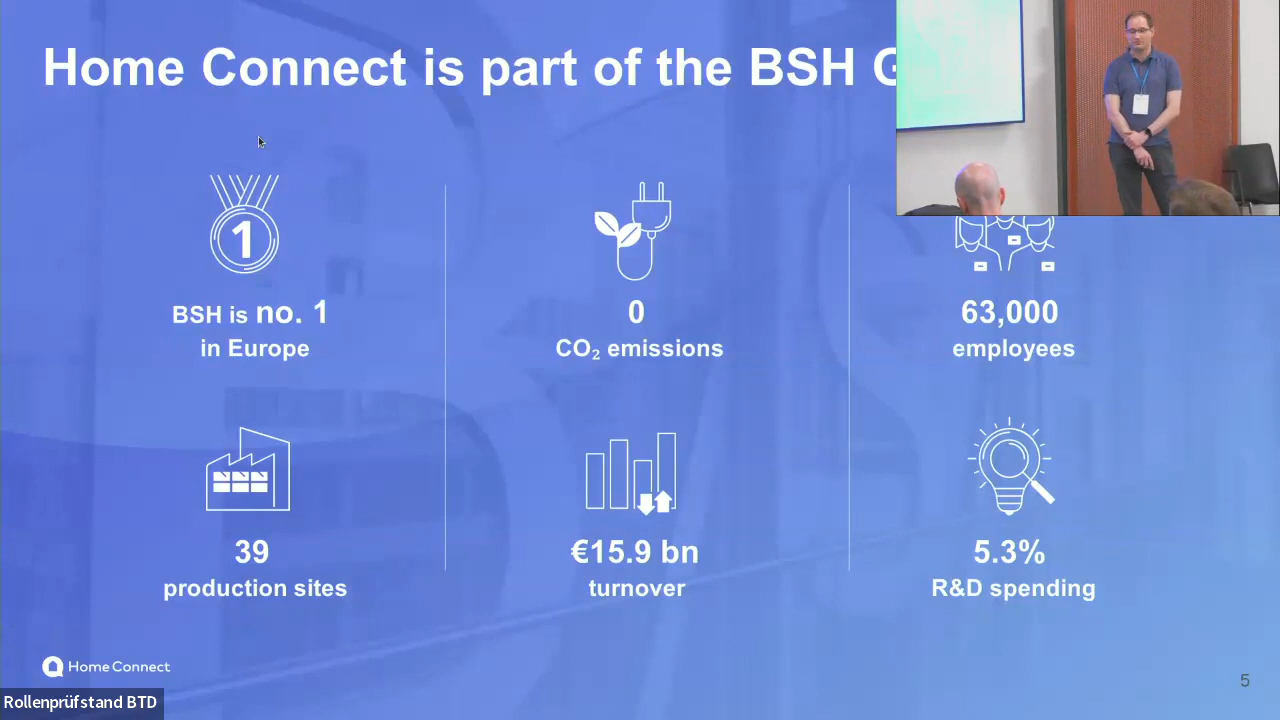 Home Connect is part of the BSH
1
BSH is no. 1
in Europe
0
CO₂ emissions
63,000
employees
39
production sites
€15.9 bn
turnover
5.3%
R&D spending
Home Connect
Rollenprüfstand BTD
5